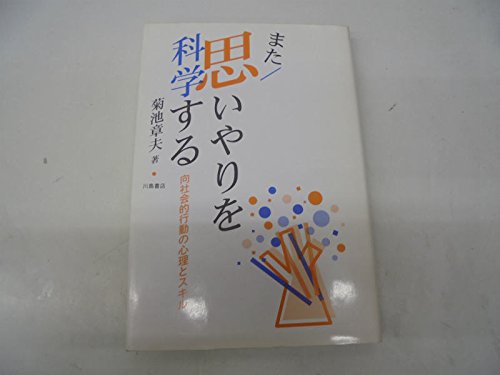 また／
思いやりを
科学する
向社会的行動の心理とスキル
菊池章夫 著
川島書店